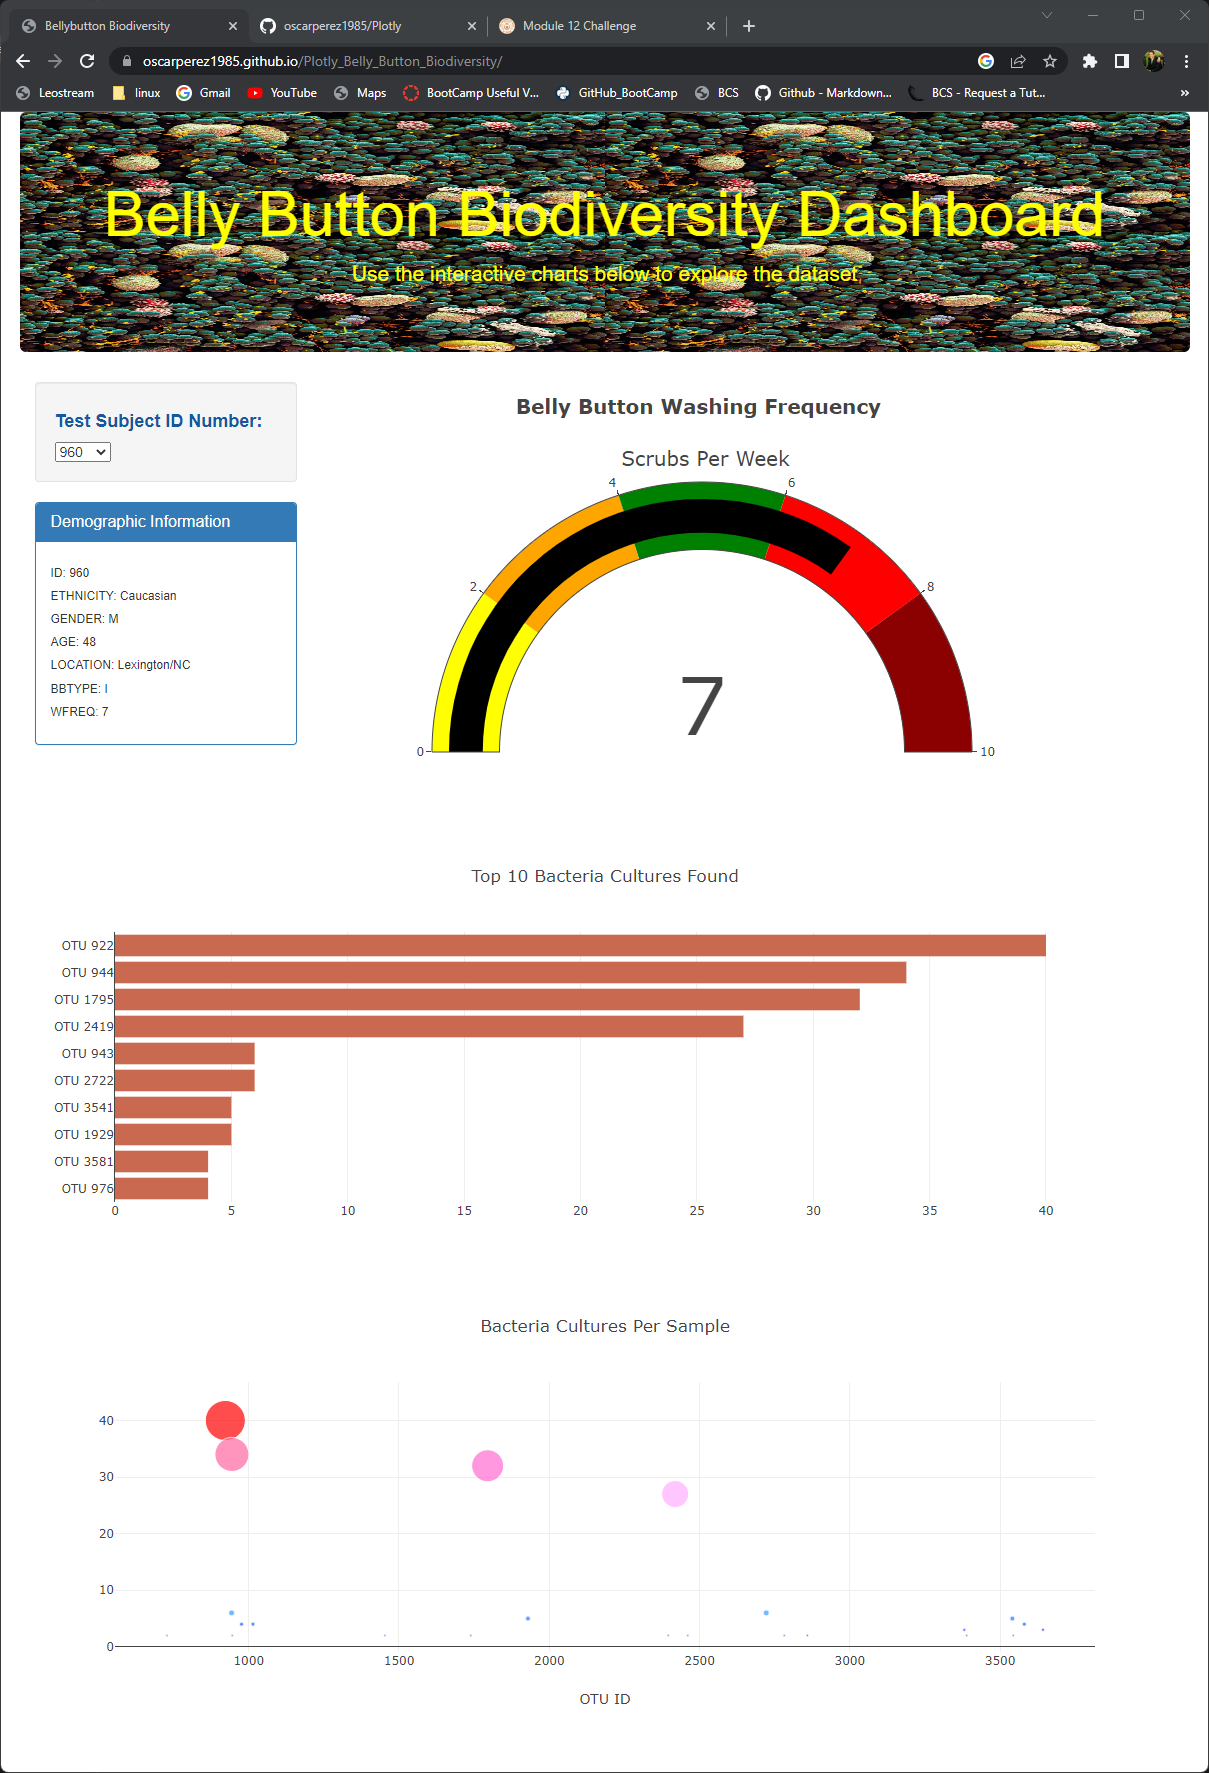 Bellybutton Biodiversity
oscarperez1985/Plotly
Module 12 Challenge
oscarperez1985.github.io/Plotly_Belly_Button_Biodiversity/
Leostream
linux
Gmail
YouTube
Maps
BootCamp Useful V...
GitHub_BootCamp
BCS
Github - Markdown...
BCS - Request a Tut...
»
Belly Button Biodiversity Dashboard
Use the interactive charts below to explore the dataset
Test Subject ID Number:
960
Demographic Information
ID: 960
ETHNICITY: Caucasian
GENDER: M
AGE: 48
LOCATION: Lexington/NC
BBTYPE: I
WFREQ: 7
Belly Button Washing Frequency
Scrubs Per Week
0
2
4
6
8
10
7
Top 10 Bacteria Cultures Found
OTU 922
OTU 944
OTU 1795
OTU 2419
OTU 943
OTU 2722
OTU 3541
OTU 1929
OTU 3581
OTU 976
0 5 10 15 20 25 30 35 40
Bacteria Cultures Per Sample
40
30
20
10
0
1000 1500 2000 2500 3000 3500
OTU ID